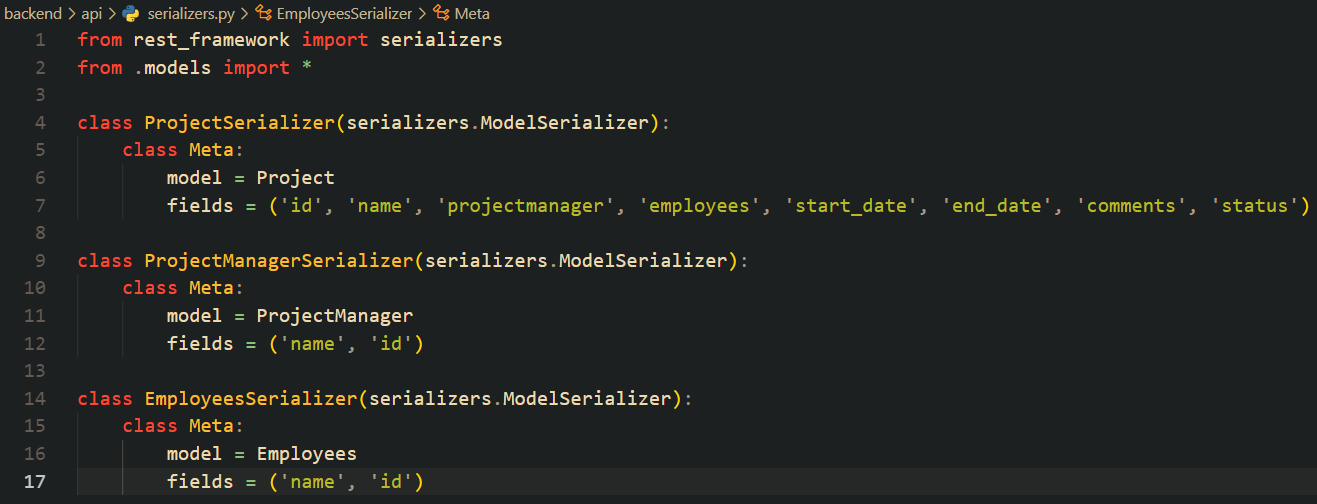 backend > api > serializers.py > EmployeesSerializer > Meta
1 from rest_framework import serializers
2 from .models import *
3
4 class ProjectSerializer(serializers.ModelSerializer):
5     class Meta:
6         model = Project
7         fields = ('id', 'name', 'projectmanager', 'employees', 'start_date', 'end_date', 'comments', 'status')
8
9 class ProjectManagerSerializer(serializers.ModelSerializer):
10     class Meta:
11         model = ProjectManager
12         fields = ('name', 'id')
13
14 class EmployeesSerializer(serializers.ModelSerializer):
15     class Meta:
16         model = Employees
17         fields = ('name', 'id')